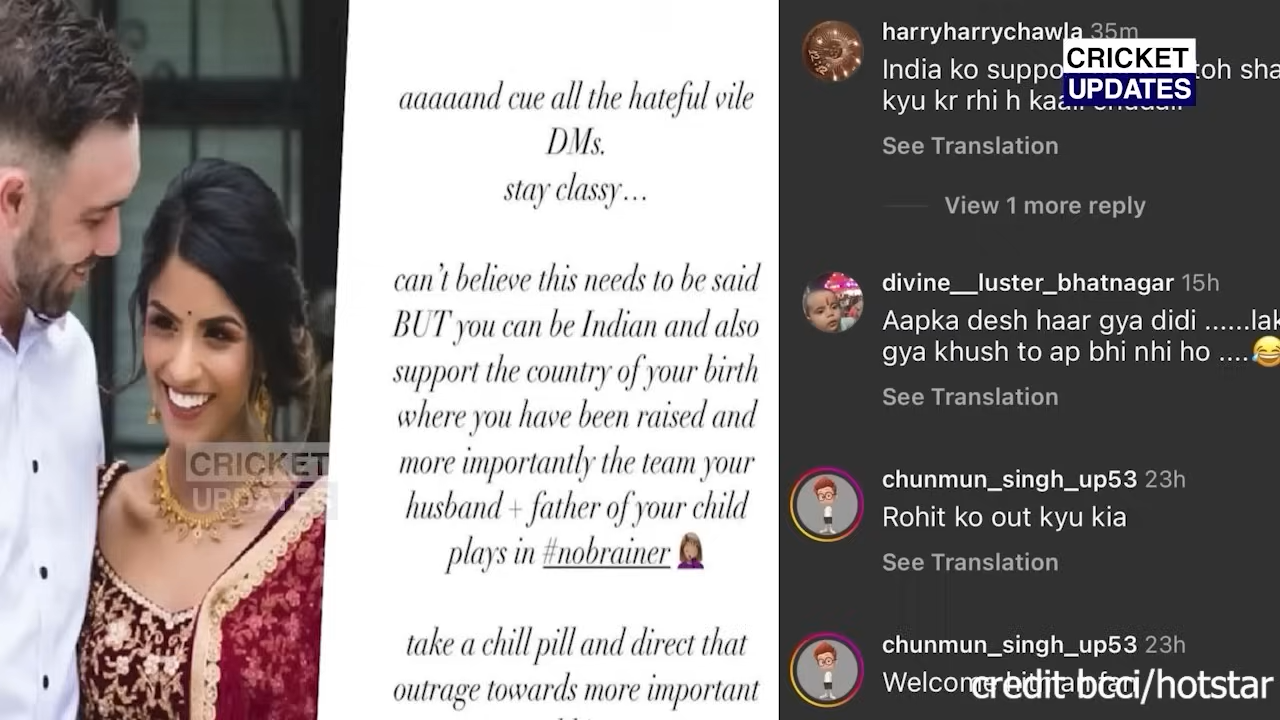 aaaaand cue all the hateful vile
DMs.
stay classy…
can't believe this needs to be said
BUT you can be Indian and also
support the country of your birth
where you have been raised and
more importantly the team your
husband + father of your child
plays in #nobrainer
take a chill pill and direct that
outrage towards more important
CRICKET
UPDATES
harryharrychawla 35m
India ko toh
kyu kr rhi h
See Translation
View 1 more reply
CRICKET
UPDATES
divine__luster_bhatnagar 15h
Aapka desh haar gya didi ......
gya khush to ap bhi nhi ho ....😂
See Translation
chunmun_singh_up53 23h
Rohit ko out kyu kia
See Translation
chunmun_singh_up53 23h
Welcome
credit bcci/hotstar